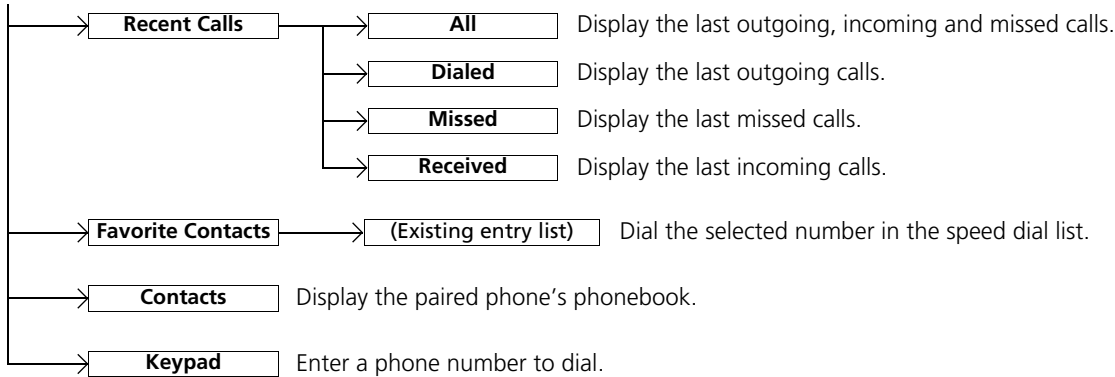 Recent Calls All Display the last outgoing, incoming and missed calls.
Dialed Display the last outgoing calls.
Missed Display the last missed calls.
Received Display the last incoming calls.
Favorite Contacts (Existing entry list) Dial the selected number in the speed dial list.
Contacts Display the paired phone’s phonebook.
Keypad Enter a phone number to dial.